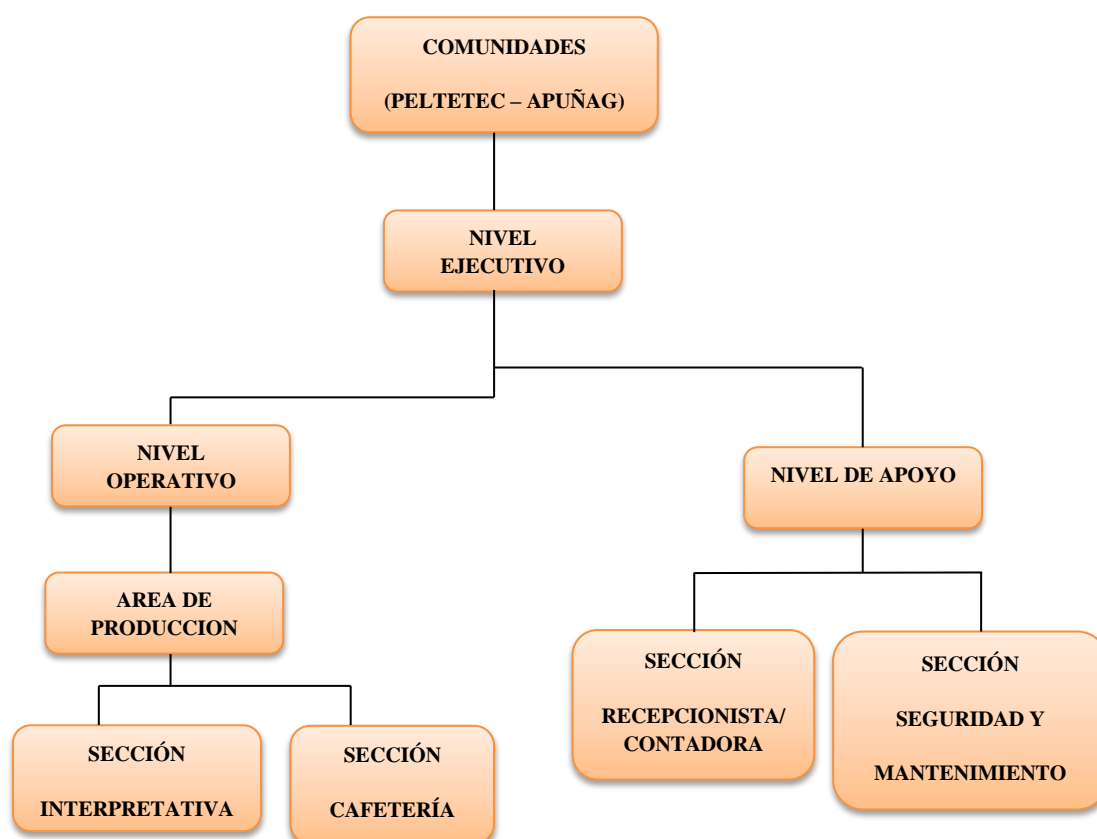 COMUNIDADES
(PELTETEC – APUÑAG)
NIVEL
EJECUTIVO
NIVEL
OPERATIVO
NIVEL DE APOYO
AREA DE
PRODUCCION
SECCIÓN
INTERPRETATIVA
SECCIÓN
CAFETERÍA
SECCIÓN
RECEPCIONISTA/
CONTADORA
SECCIÓN
SEGURIDAD Y
MANTENIMIENTO